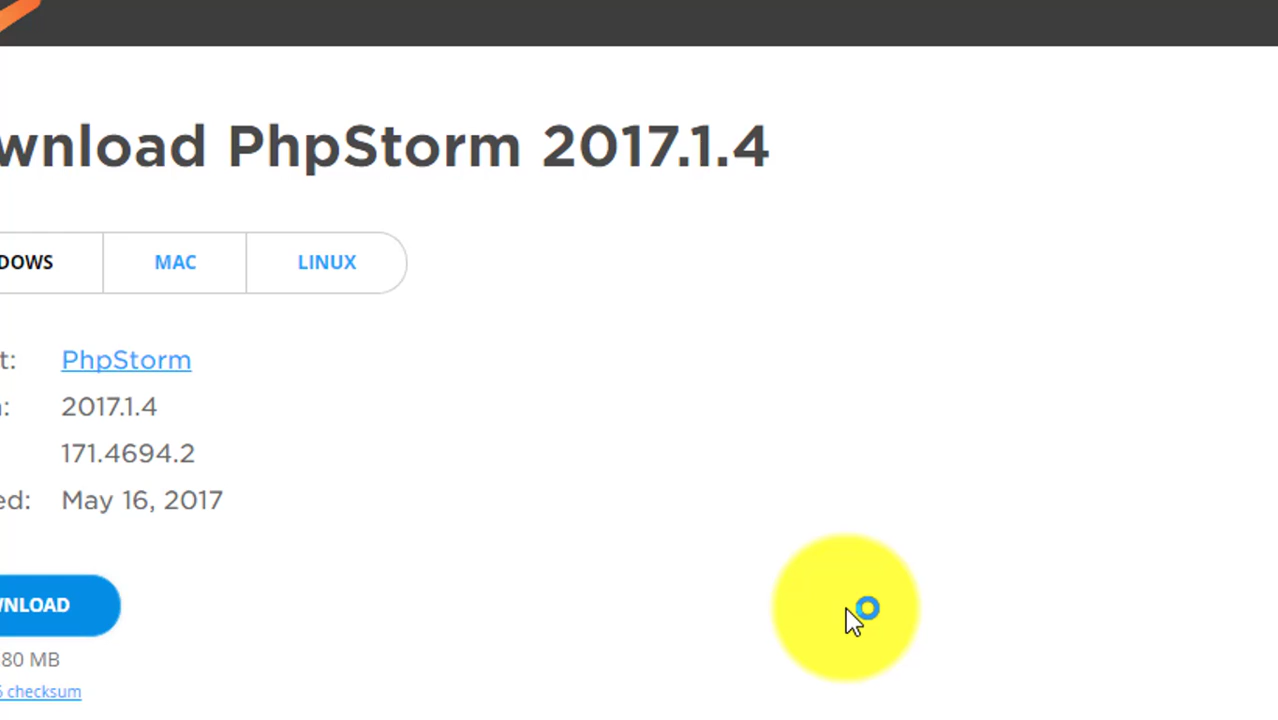 wnload PhpStorm 2017.1.4
DOWS MAC LINUX
t: PhpStorm
: 2017.1.4
171.4694.2
ed: May 16, 2017
WNLOAD
80 MB
checksum